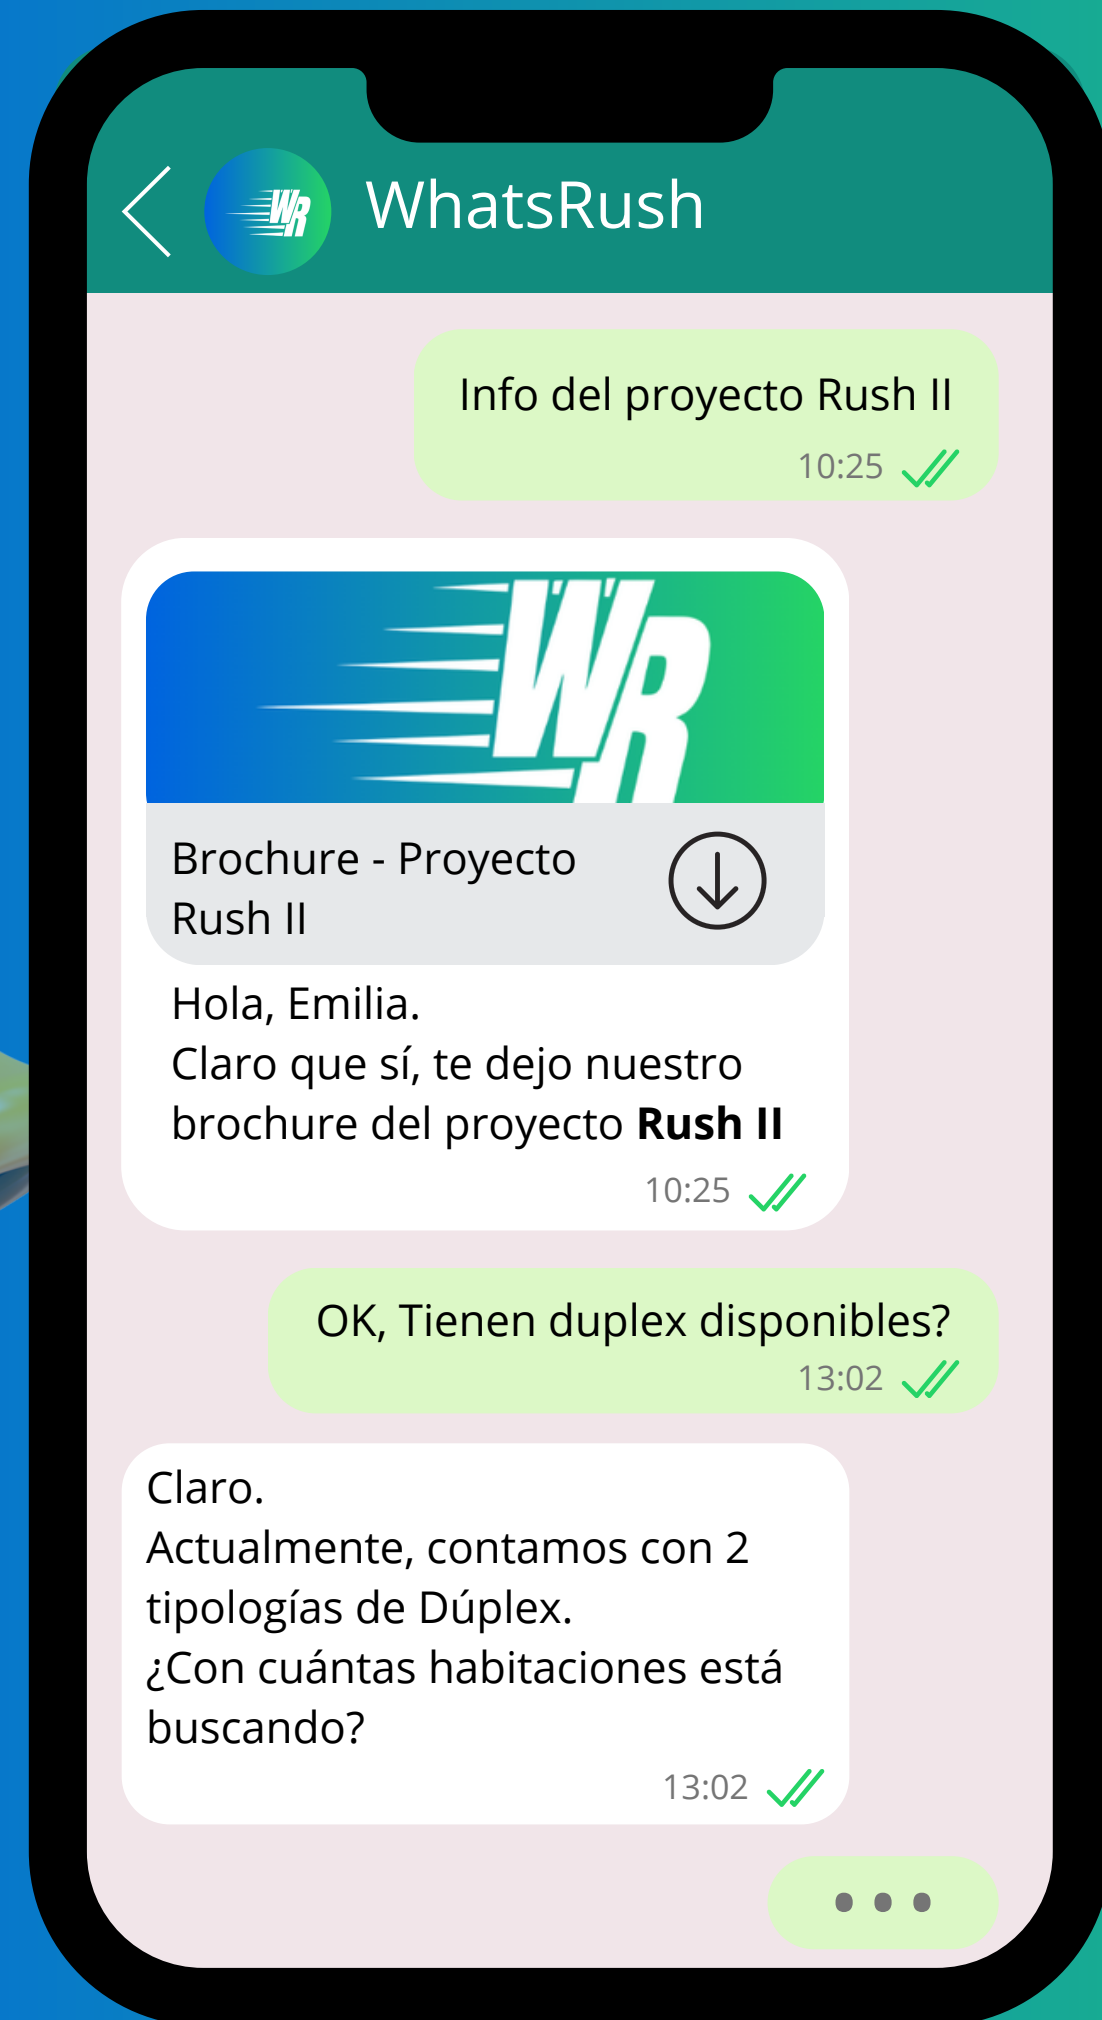 WR
WhatsRush
Info del proyecto Rush II
10:25
WR
Brochure - Proyecto
Rush II
Hola, Emilia.
Claro que sí, te dejo nuestro
brochure del proyecto Rush II
10:25
OK, Tienen duplex disponibles?
13:02
Claro.
Actualmente, contamos con 2
tipologías de Dúplex.
¿Con cuántas habitaciones está
buscando?
13:02